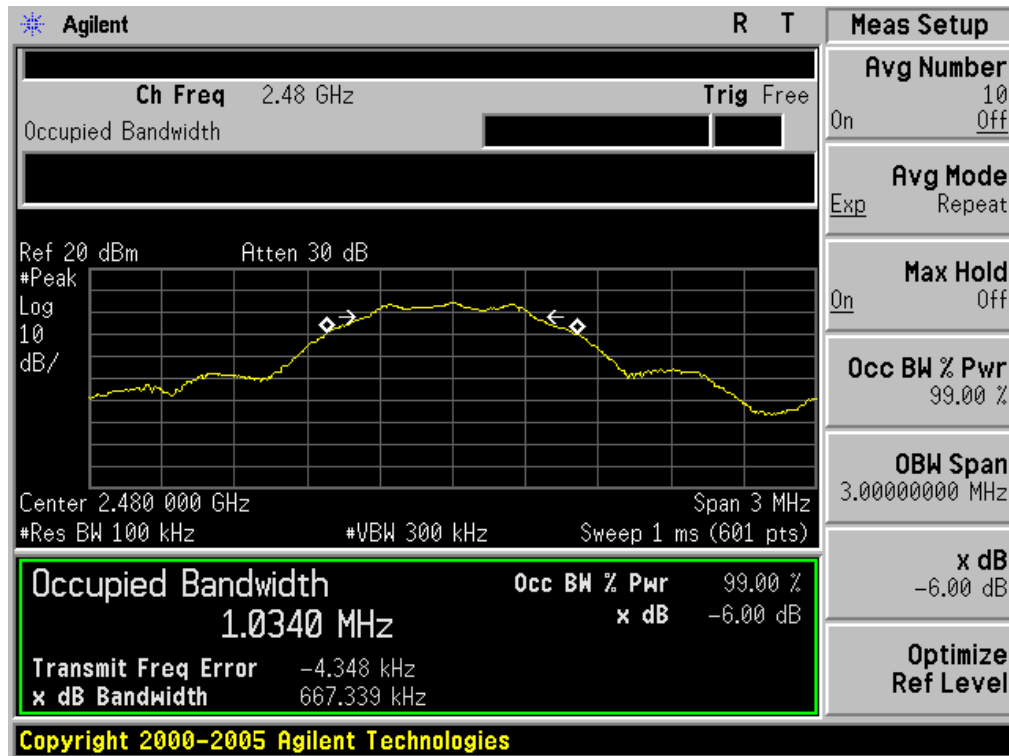 Agilent R T
Ch Freq 2.48 GHz Trig Free
Occupied Bandwidth
Ref 20 dBm Atten 30 dB
#Peak
Log
10
dB/
Center 2.480 000 GHz Span 3 MHz
#Res BW 100 kHz #VBW 300 kHz Sweep 1 ms (601 pts)
Occupied Bandwidth
1.0340 MHz
Occ BW % Pwr 99.00 %
x dB -6.00 dB
Transmit Freq Error -4.348 kHz
x dB Bandwidth 667.339 kHz
Meas Setup
Avg Number
10
On Off
Avg Mode
Exp Repeat
Max Hold
On Off
Occ BW % Pwr
99.00 %
OBW Span
3.00000000 MHz
x dB
-6.00 dB
Optimize
Ref Level
Copyright 2000-2005 Agilent Technologies